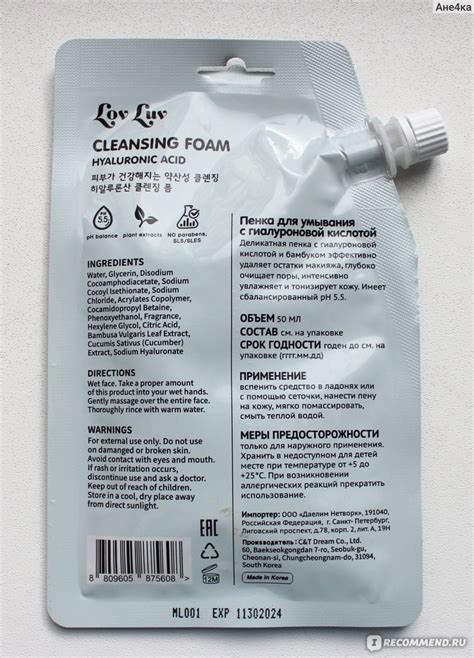 Ане4ка
Lov Luv
CLEANSING FOAM
HYALURONIC ACID
피부가 건강해지는 약산성 클렌징
히알루론산 클렌징 폼
PH
5.5
pH balance
plant extracts
NO parabens,
SLS/SLES
INGREDIENTS
Water, Glycerin, Disodium
Cocoamphodiacetate, Sodium
Cocoyl Isethionate, Sodium
Chloride, Acrylates Copolymer,
Cocamidopropyl Betaine,
Phenoxyethanol, Fragrance,
Hexylene Glycol, Citric Acid,
Bambusa Vulgaris Leaf Extract,
Cucumis Sativus (Cucumber)
Extract, Sodium Hyaluronate
DIRECTIONS
Wet face. Take a proper amount
of this product into your wet hands.
Gently massage over the entire face.
Thoroughly rince with warm water.
WARNINGS
For external use only. Do not use
on damaged or broken skin.
Avoid contact with eyes and mouth.
If rash or irritation occurs,
discontinue use and ask a doctor.
Keep out of reach of children.
Store in a cool, dry place away
from direct sunlight.
8 809605 875608 >
Пенка для умывания
с гиалуроновой кислотой
Деликатная пенка с гиалуроновой
кислотой и бамбуком эффективно
удаляет остатки макияжа, глубоко
очищает поры, интенсивно
увлажняет и тонизирует кожу. Имеет
сбалансированный pH 5.5.
ОБЪЕМ 50 МЛ
СОСТАВ см. на упаковке
СРОК ГОДНОСТИ годен до см. на
упаковке (гггг.мм.дд)
ПРИМЕНЕНИЕ
вспенить средство в ладонях или
с помощью сеточки, нанести пену
на кожу, мягко помассировать,
смыть теплой водой.
МЕРЫ ПРЕДОСТОРОЖНОСТИ
только для наружного применения.
Хранить в недоступном для детей
месте при температуре от +5 до
+25°C. При возникновении
аллергических реакций прекратить
использование.
Импортер: ООО «Даелим Нетворк», 191040,
Российская Федерация, г. Санкт-Петербург,
Лиговский проспект, д.29, корп. 2, лит. А, 19Н
Производитель: C&T Dream Co., Ltd.
60, Baekseokgongdan 7-ro, Seobuk-gu,
Cheonan-si, Chungcheongnam-do, 31094,
South Korea
EAC
12M
Made in Korea
ML001 EXP 11302024
IRECOMMEND.RU